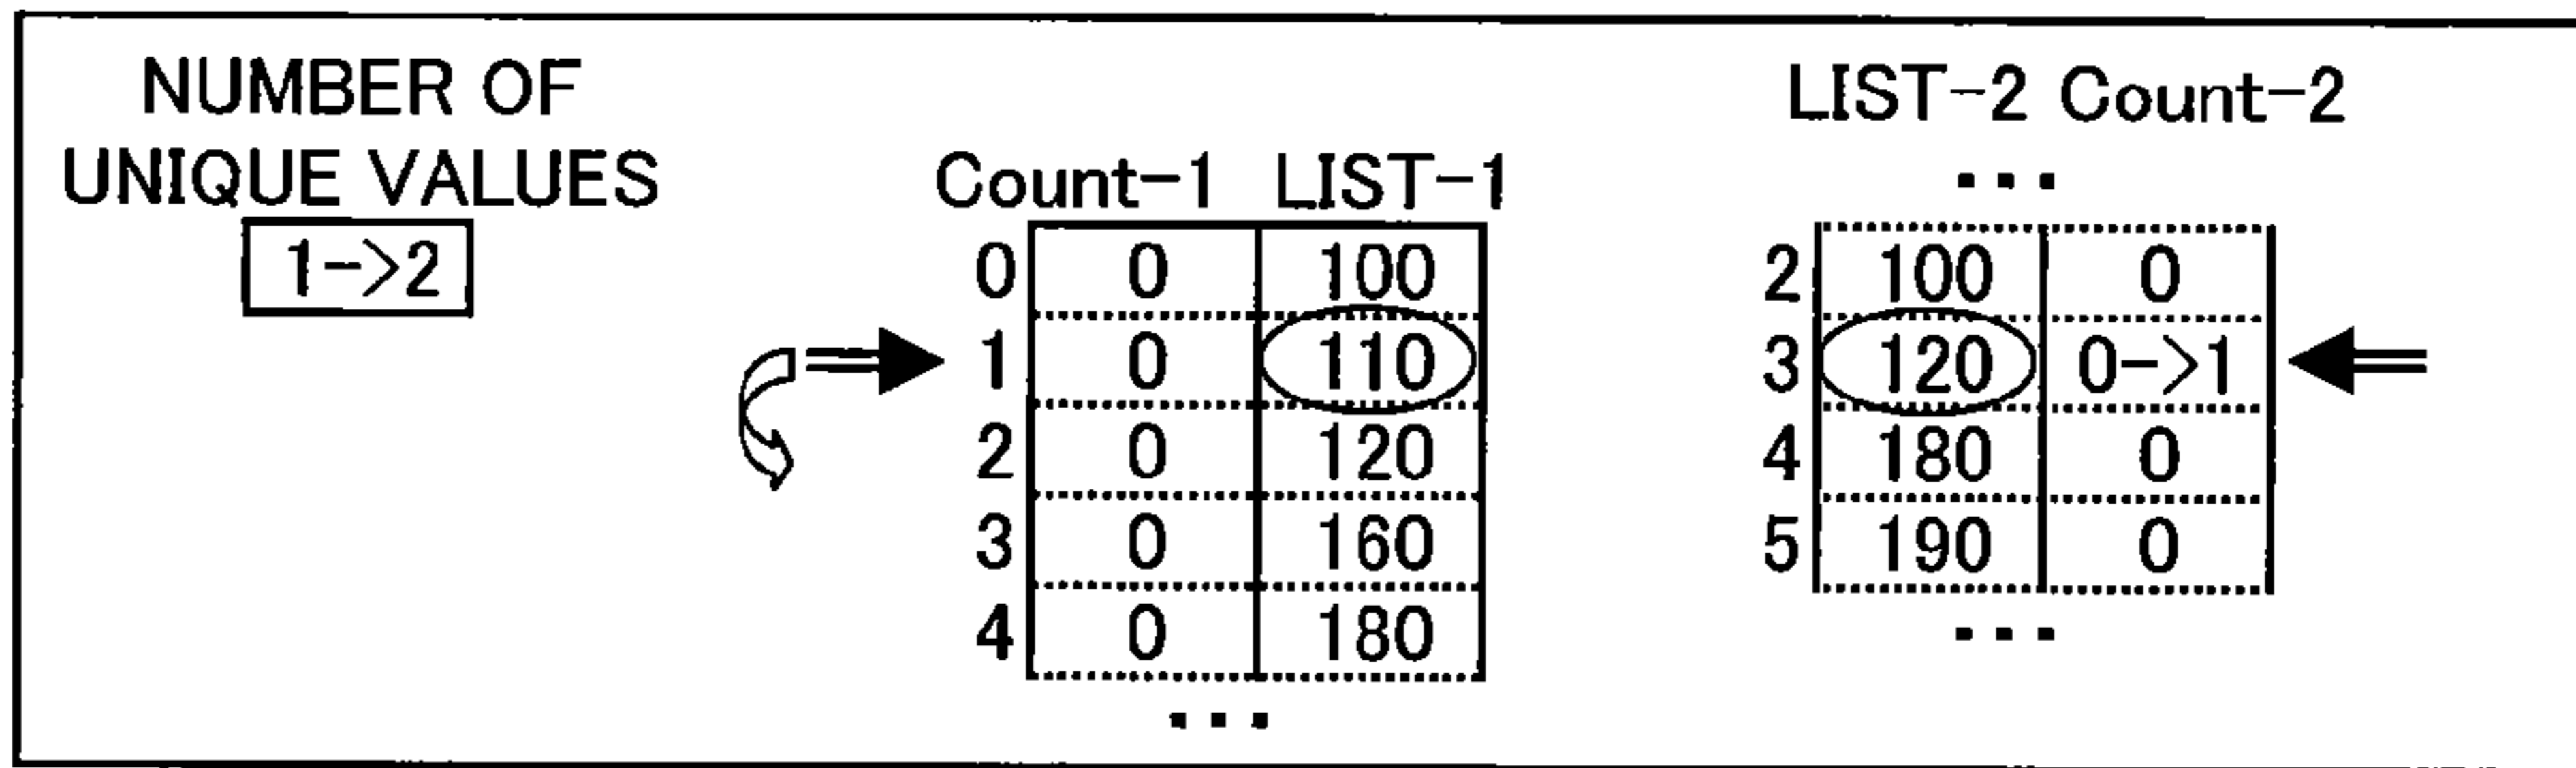 NUMBER OF
UNIQUE VALUES
1->2
Count-1 LIST-1
0 0 100
1 0 110
2 0 120
3 0 160
4 0 180
...
LIST-2 Count-2
...
2 100 0
3 120 0->1
4 180 0
5 190 0
...